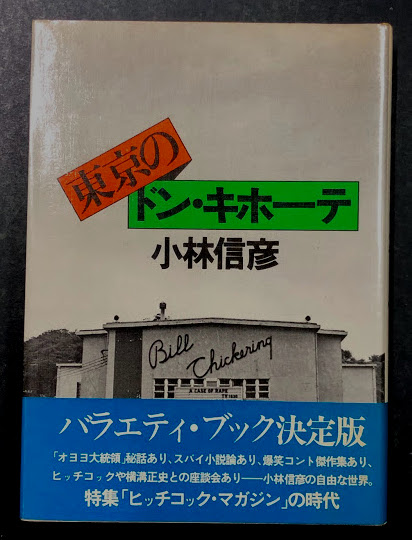 東京の
ドン・キホーテ
小林信彦
Bill
Chickering
A CASE OF RAPE
バラエティ・ブック決定版
「オヨヨ大統領」秘話あり、スパイ小説論あり、爆笑コント傑作集あり、
ヒッチコックや横溝正史との座談会あり──小林信彦の自由な世界。
特集「ヒッチコック・マガジン」の時代